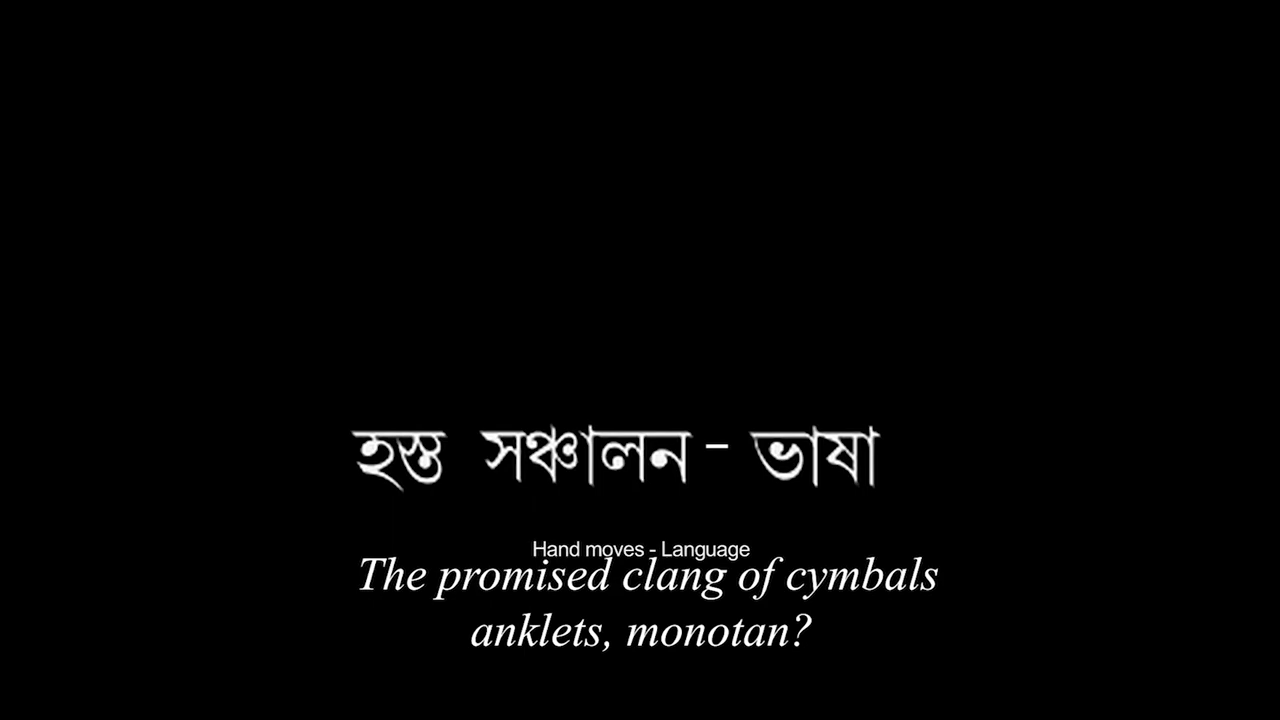 হস্ত সঞ্চালন - ভাষা
Hand moves - Language
The promised clang of cymbals
anklets, monotan?